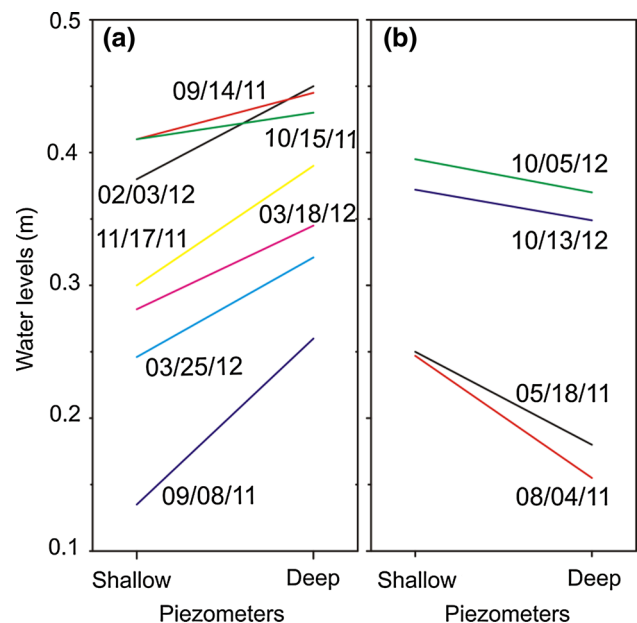 Water levels (m)
0.5
0.4
0.3
0.2
0.1
(a)
09/14/11
10/15/11
02/03/12
11/17/11
03/18/12
03/25/12
09/08/11
Shallow
Deep
Piezometers
(b)
10/05/12
10/13/12
05/18/11
08/04/11
Shallow
Deep
Piezometers